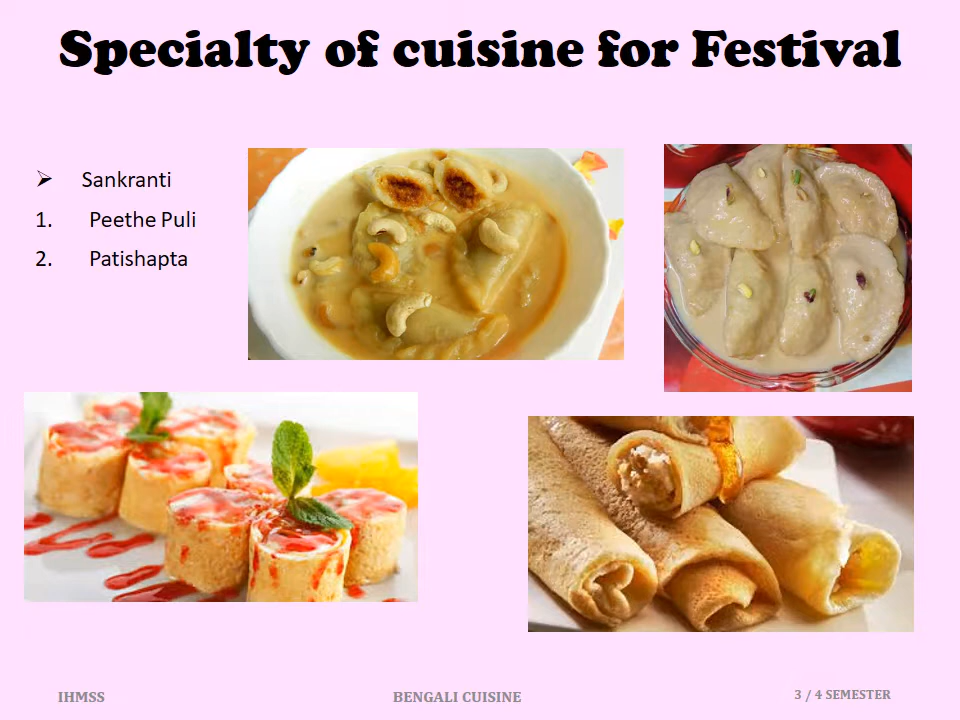 Specialty of cuisine for Festival
➢ Sankranti
1. Peethe Puli
2. Patishapta
IHMSS
BENGALI CUISINE
3 / 4 SEMESTER